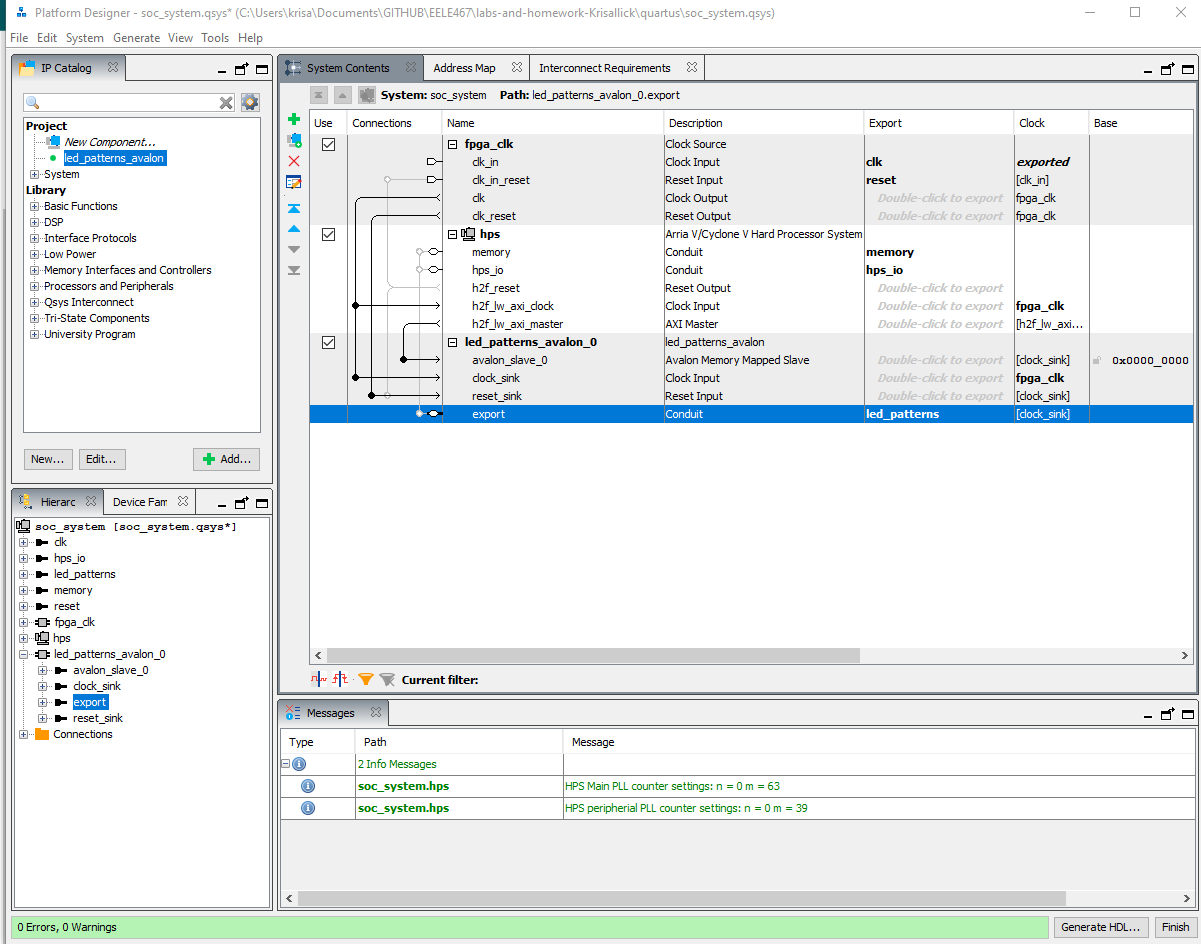 Platform Designer - soc_system.qsys* (C:\Users\krisa\Documents\GITHUB\EELE467\labs-and-homework-Krisallick\quartus\soc_system.qsys)
File Edit System Generate View Tools Help
IP Catalog
Project
New Component...
led_patterns_avalon
System
Library
Basic Functions
DSP
Interface Protocols
Low Power
Memory Interfaces and Controllers
Processors and Peripherals
Qsys Interconnect
Tri-State Components
University Program
New... Edit... Add...
Hierarc Device Fam
soc_system [soc_system.qsys*]
clk
hps_io
led_patterns
memory
reset
fpga_clk
hps
led_patterns_avalon_0
avalon_slave_0
clock_sink
export
reset_sink
Connections
System Contents Address Map Interconnect Requirements
System: soc_system Path: led_patterns_avalon_0.export
Use Connections Name Description Export Clock Base
fpga_clk Clock Source
clk_in Clock Input clk exported
clk_in_reset Reset Input reset [clk_in]
clk Clock Output Double-click to export fpga_clk
clk_reset Reset Output Double-click to export fpga_clk
hps Arria V/Cyclone V Hard Processor System
memory Conduit memory
hps_io Conduit hps_io
h2f_reset Reset Output Double-click to export
h2f_lw_axi_clock Clock Input Double-click to export fpga_clk
h2f_lw_axi_master AXI Master Double-click to export [h2f_lw_axi...
led_patterns_avalon_0 led_patterns_avalon
avalon_slave_0 Avalon Memory Mapped Slave Double-click to export [clock_sink] 0x0000_0000
clock_sink Clock Input Double-click to export fpga_clk
reset_sink Reset Input Double-click to export [clock_sink]
export Conduit led_patterns [clock_sink]
Current filter:
Messages
Type Path Message
2 Info Messages
soc_system.hps HPS Main PLL counter settings: n = 0 m = 63
soc_system.hps HPS peripherial PLL counter settings: n = 0 m = 39
0 Errors, 0 Warnings
Generate HDL... Finish